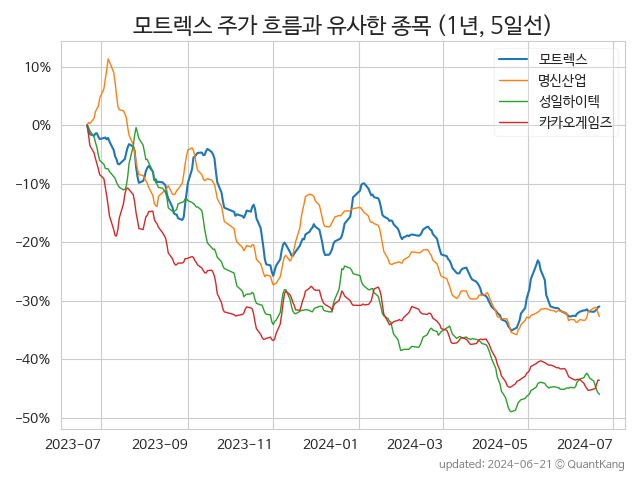 모트렉스 주가 흐름과 유사한 종목 (1년, 5일선)
모트렉스
명신산업
성일하이텍
카카오게임즈
10%
0%
−10%
−20%
−30%
−40%
−50%
2023-07 2023-09 2023-11 2024-01 2024-03 2024-05 2024-07
updated: 2024-06-21 © QuantKang